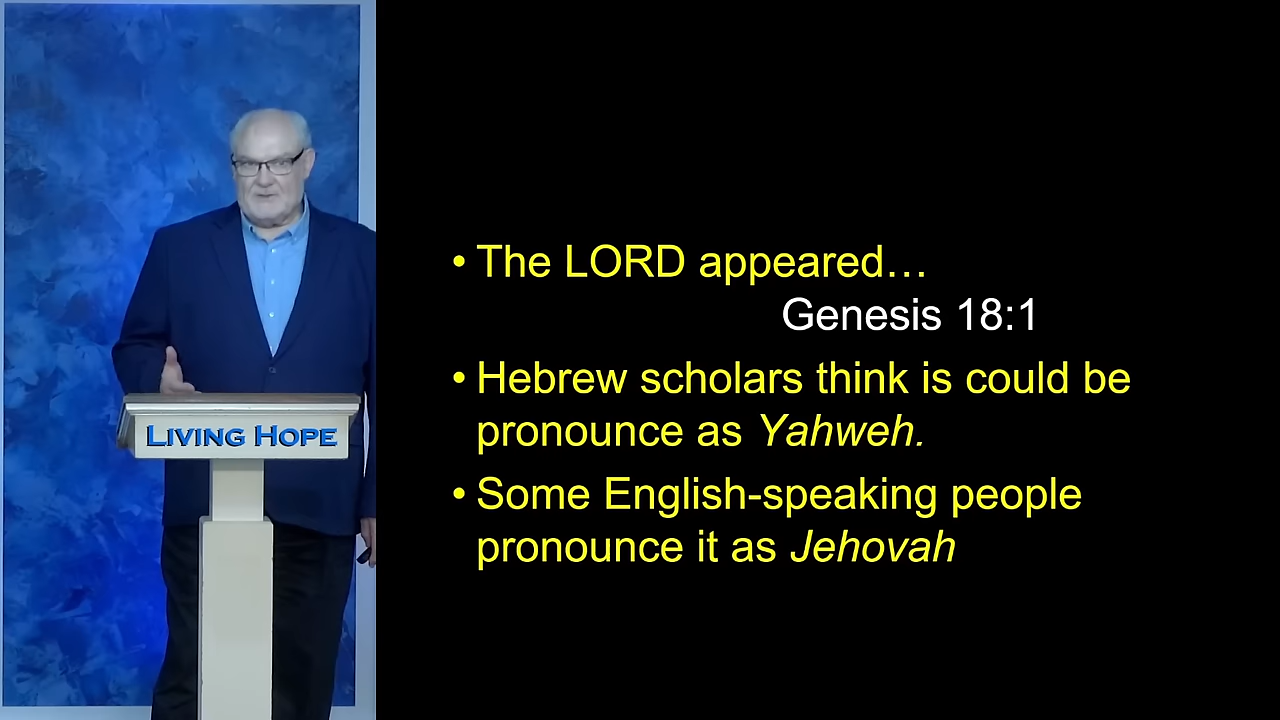 LIVING HOPE
• The LORD appeared…
Genesis 18:1
• Hebrew scholars think is could be
pronounce as Yahweh.
• Some English-speaking people
pronounce it as Jehovah